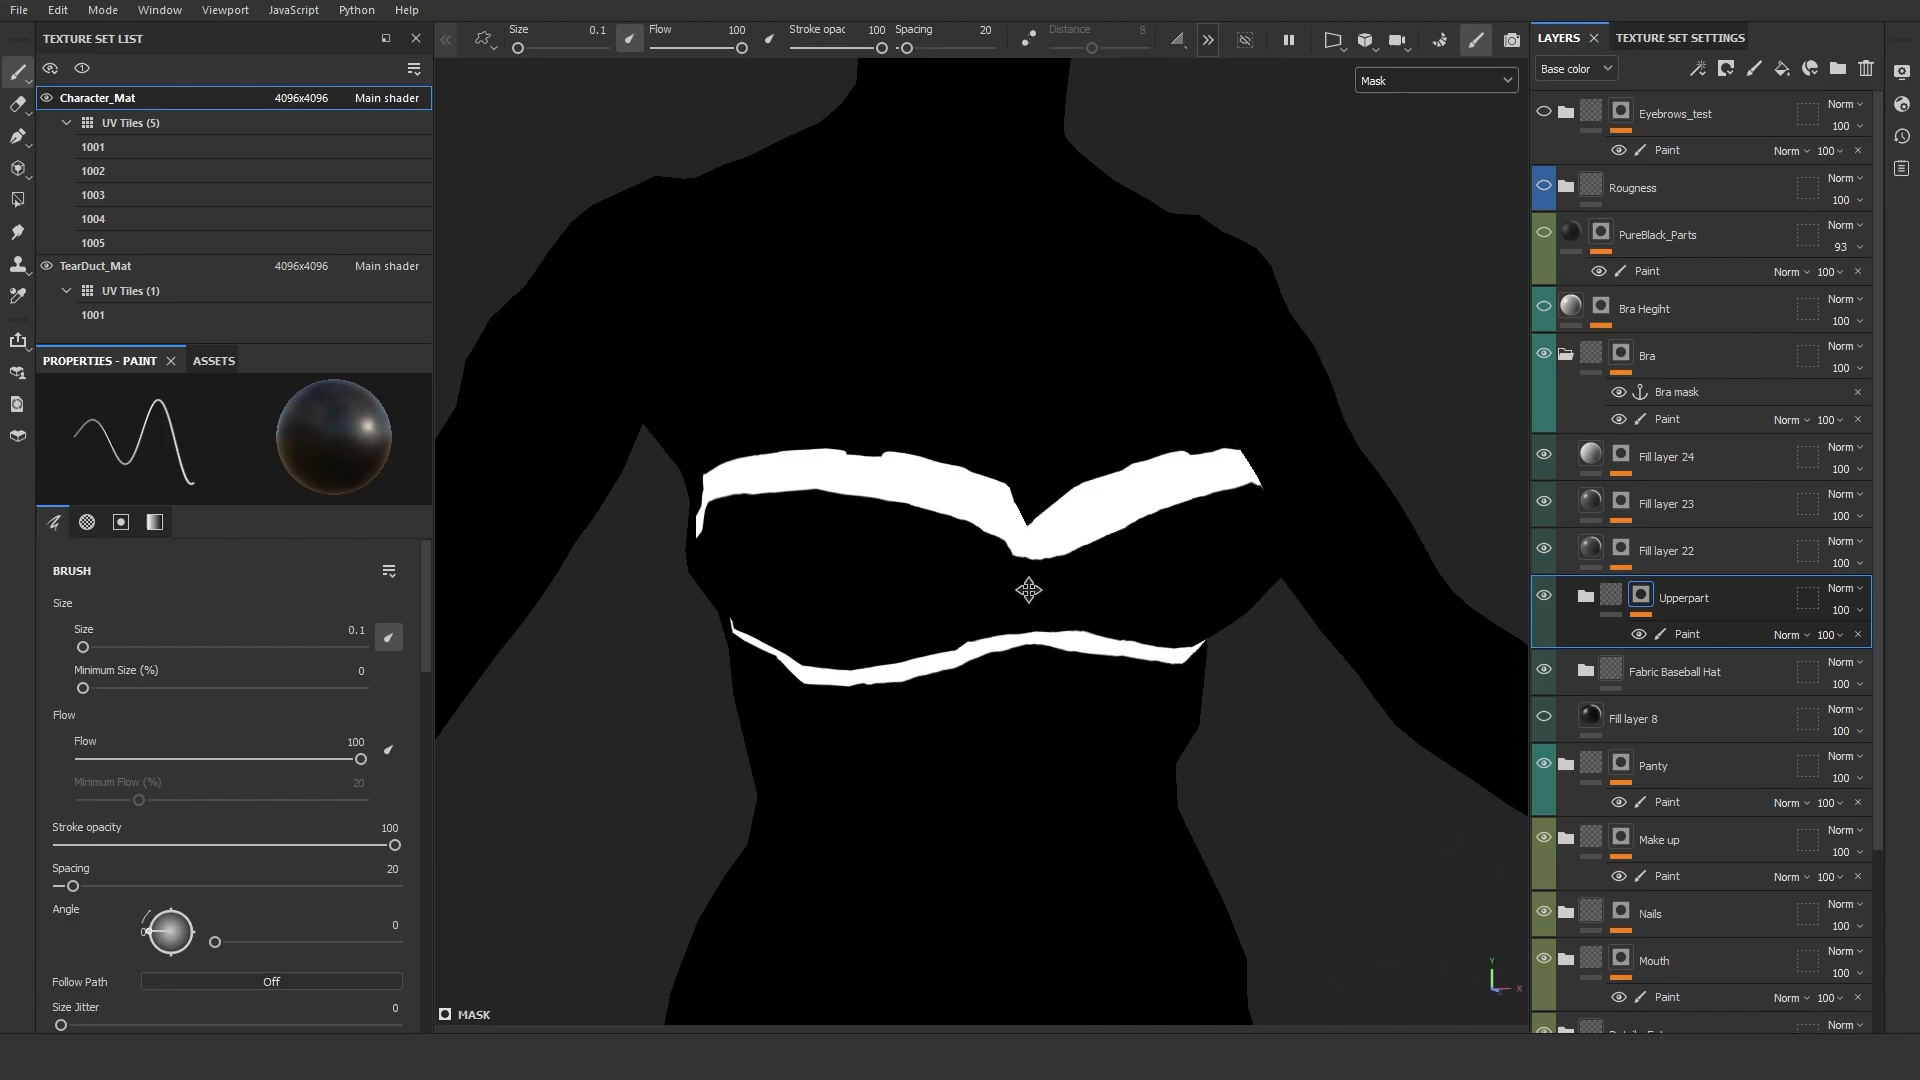 File Edit Mode Window Viewport JavaScript Python Help
TEXTURE SET LIST
Character_Mat 4096x4096 Main shader
UV Tiles (5)
1001
1002
1003
1004
1005
TearDuct_Mat 4096x4096 Main shader
UV Tiles (1)
1001
PROPERTIES - PAINT ASSETS
BRUSH
Size
Size 0.1
Minimum Size (%) 0
Flow
Flow 100
Minimum Flow (%) 20
Stroke opacity 100
Spacing 20
Angle 0
0
Follow Path Off
Size Jitter 0
Size 0.1 Flow 100 Stroke opac 100 Spacing 20 Distance 8
Mask
Y
X
MASK
LAYERS TEXTURE SET SETTINGS
Base color
Eyebrows_test Norm 100
Paint Norm 100
Rougness Norm 100
PureBlack_Parts Norm 93
Paint Norm 100
Bra Hegiht Norm 100
Bra Norm 100
Bra mask
Paint Norm 100
Fill layer 24 Norm 100
Fill layer 23 Norm 100
Fill layer 22 Norm 100
Upperpart Norm 100
Paint Norm 100
Fabric Baseball Hat Norm 100
Fill layer 8 Norm 100
Panty Norm 100
Paint Norm 100
Make up Norm 100
Paint Norm 100
Nails Norm 100
Mouth Norm 100
Paint Norm 100
Norm